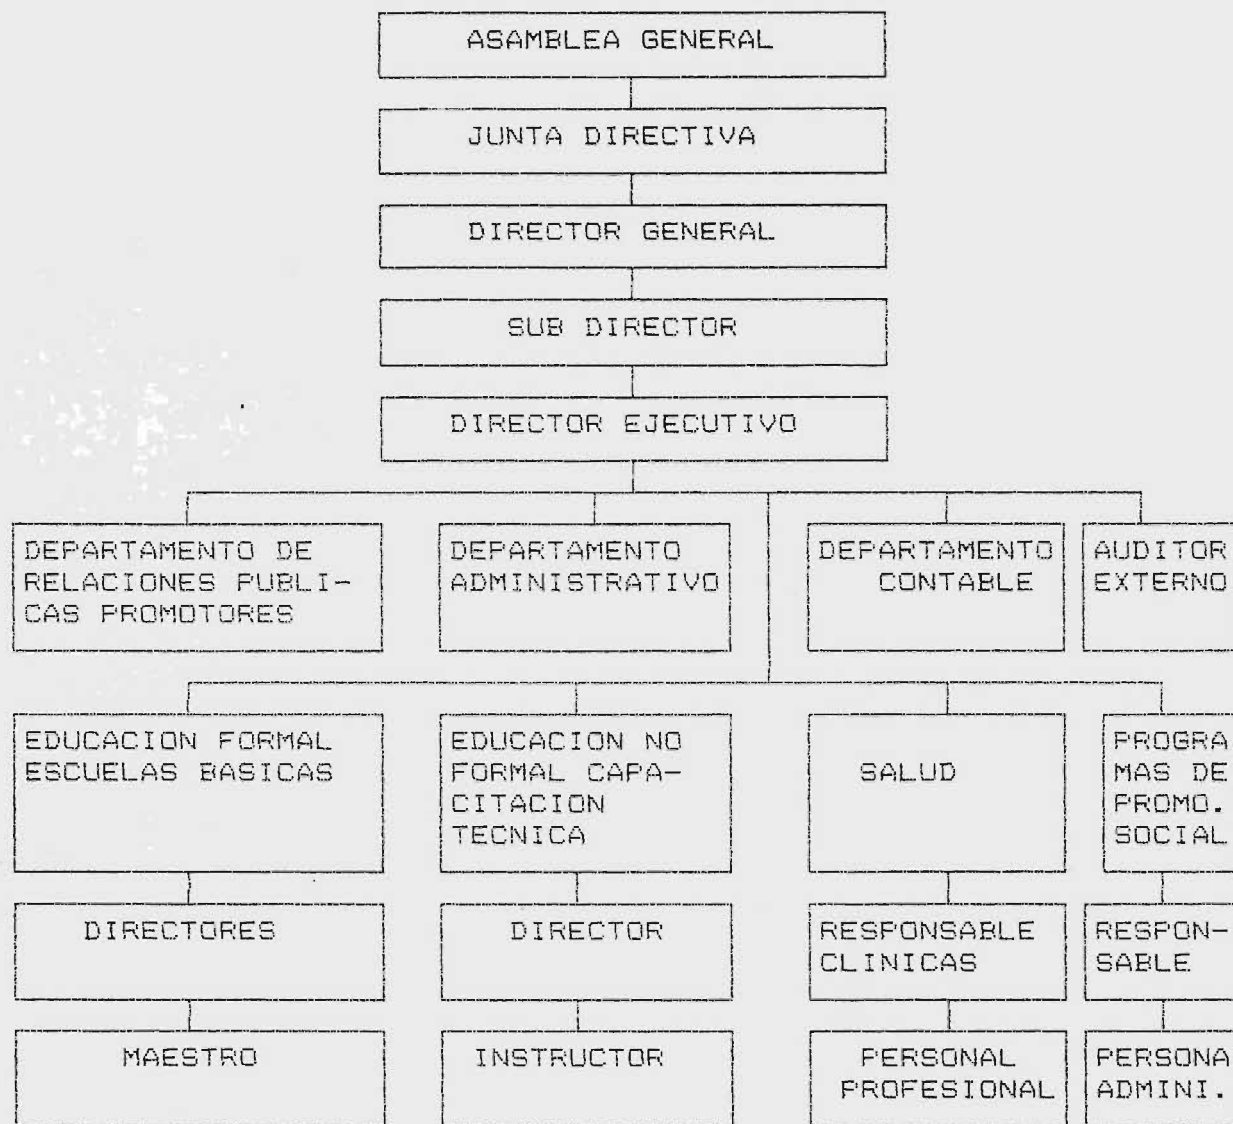 ASAMBLEA GENERAL
JUNTA DIRECTIVA
DIRECTOR GENERAL
SUB DIRECTOR
DIRECTOR EJECUTIVO
DEPARTAMENTO DE
RELACIONES PUBLI-
CAS PROMOTORES
DEPARTAMENTO
ADMINISTRATIVO
DEPARTAMENTO
CONTABLE
AUDITOR
EXTERNO
EDUCACION FORMAL
ESCUELAS BASICAS
EDUCACION NO
FORMAL CAPA-
CITACION
TECNICA
SALUD
PROGRA
MAS DE
PROMO.
SOCIAL
DIRECTORES
DIRECTOR
RESPONSABLE
CLINICAS
RESPON-
SABLE
MAESTRO
INSTRUCTOR
PERSONAL
PROFESIONAL
PERSONA
ADMINI.